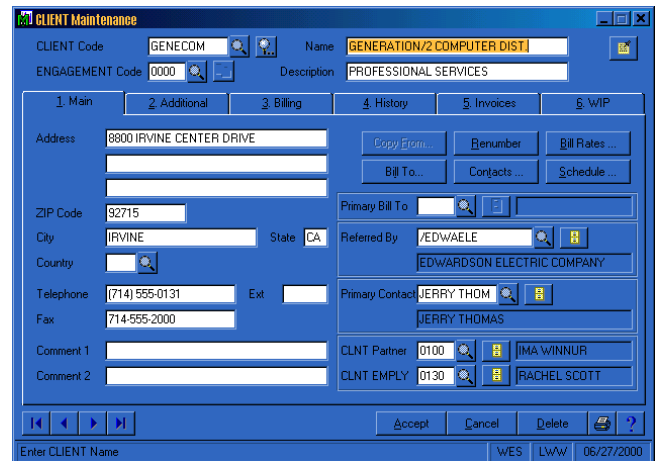 CLIENT Maintenance
CLIENT Code GENECOM Name GENERATION/2 COMPUTER DIST.
ENGAGEMENT Code 0000 Description PROFESSIONAL SERVICES
1. Main 2. Additional 3. Billing 4. History 5. Invoices 6. WIP
Address 8800 IRVINE CENTER DRIVE
Copy From... Renumber Bill Rates ...
Bill To... Contacts ... Schedule ...
ZIP Code 92715
Primary Bill To
City IRVINE State CA
Referred By /EDWAELE
Country
EDWARDSON ELECTRIC COMPANY
Telephone (714) 555-0131 Ext
Primary Contact JERRY THOM
Fax 714-555-2000
JERRY THOMAS
Comment 1
CLNT Partner 0100 IMA WINNUR
Comment 2
CLNT EMPLY 0130 RACHEL SCOTT
Accept Cancel Delete ?
Enter CLIENT Name WES LWW 06/27/2000